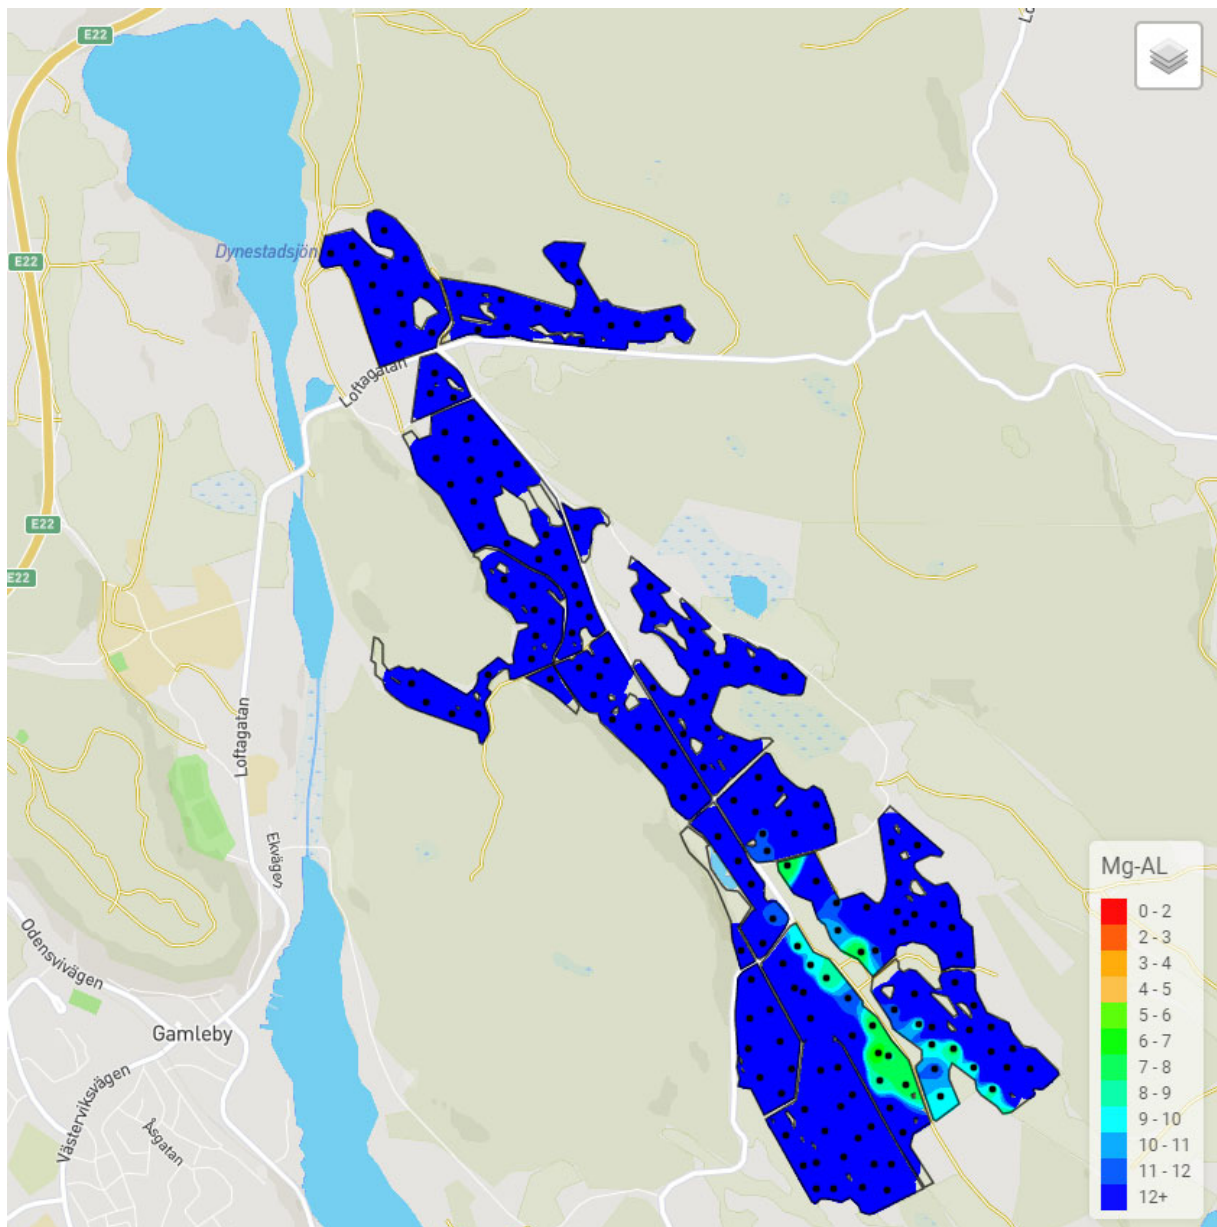 E22
Lo
Dynestadsjön
E22
Loftagatan
E22
E22
Loftagatan
Ekvägen
Mg-AL
0 - 2
2 - 3
3 - 4
4 - 5
5 - 6
6 - 7
7 - 8
8 - 9
9 - 10
10 - 11
11 - 12
12+
Odensvivägen
Gamleby
Västerviksvägen
Åsgatan